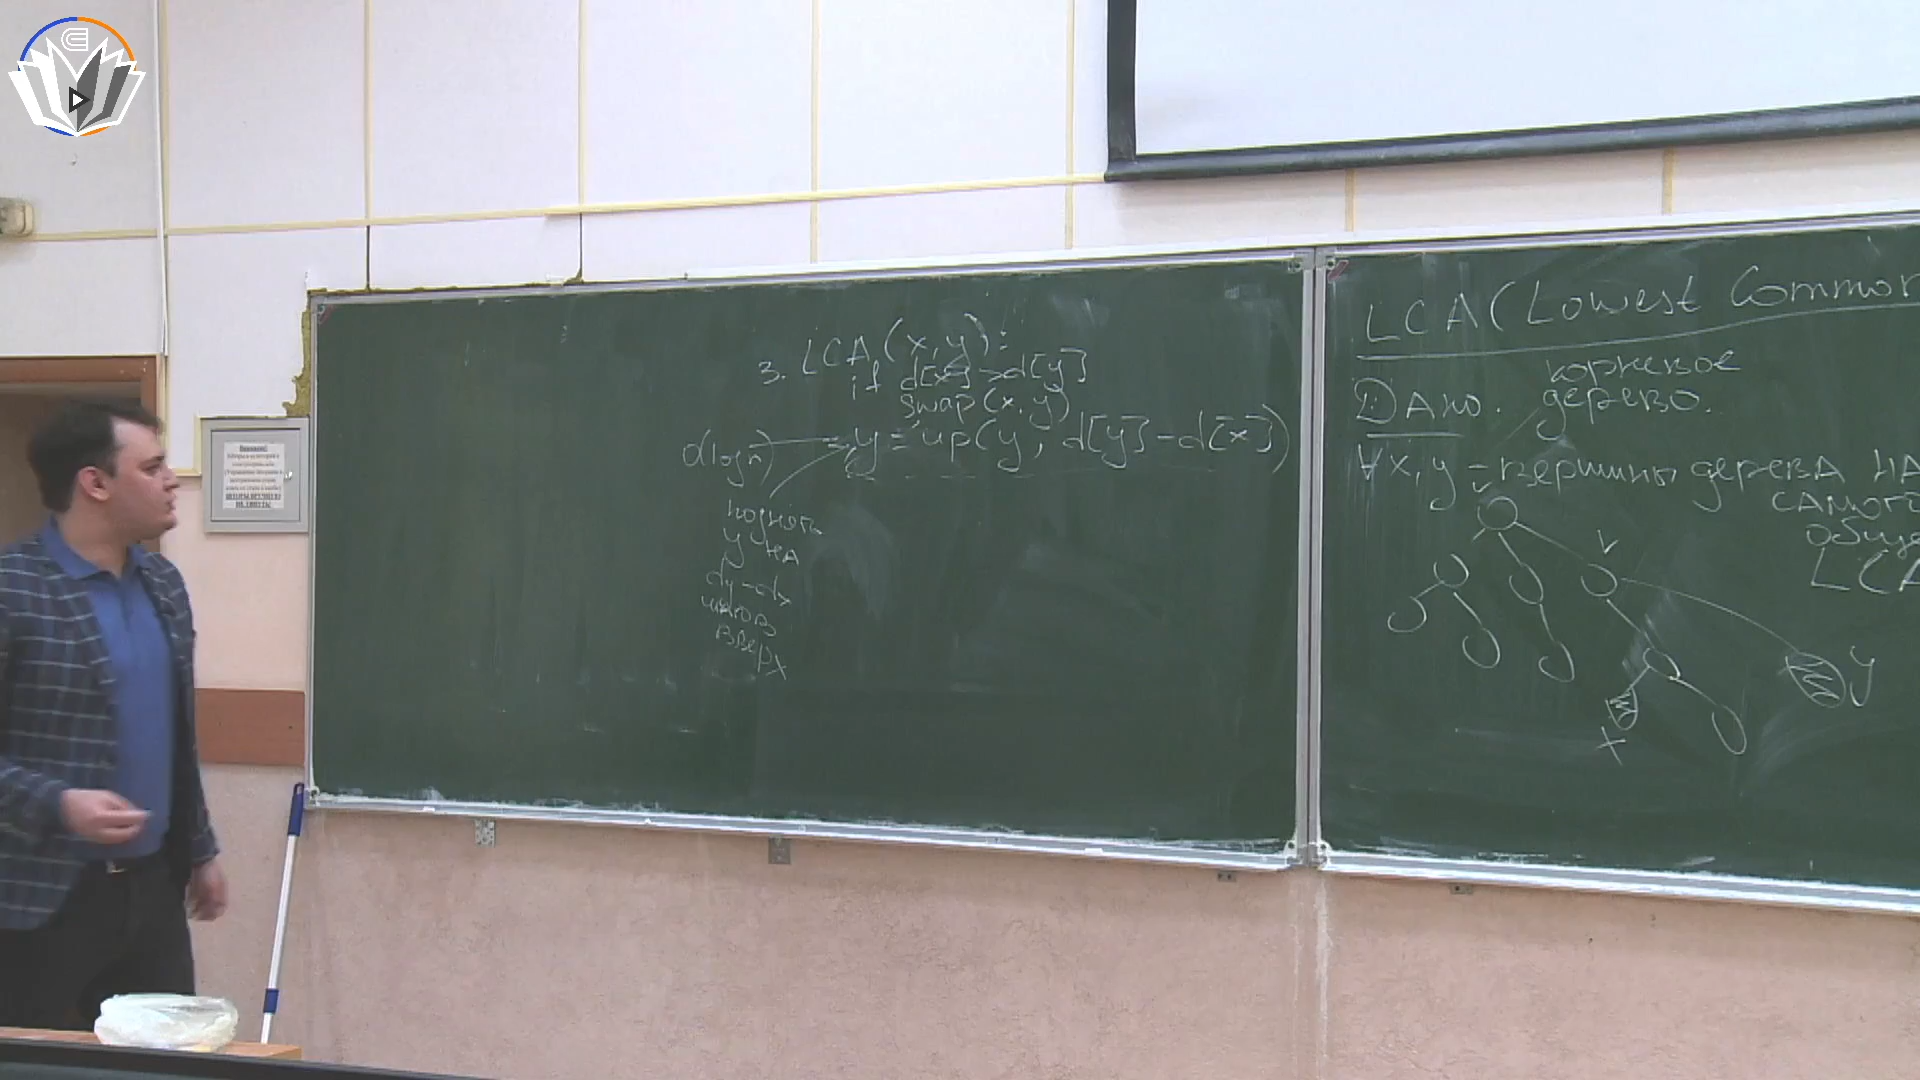 3. LCA(x,y):
if d[x]>d[y]
swap(x,y)
O(log n) y = up(y, d[y]-d[x])
поднять
y на
dy-dx
шагов
вверх
LCA (Lowest Common
Дано. корневое
дерево.
∀x,y - вершины дерева НА
самого
обще
LCA
v
y
x